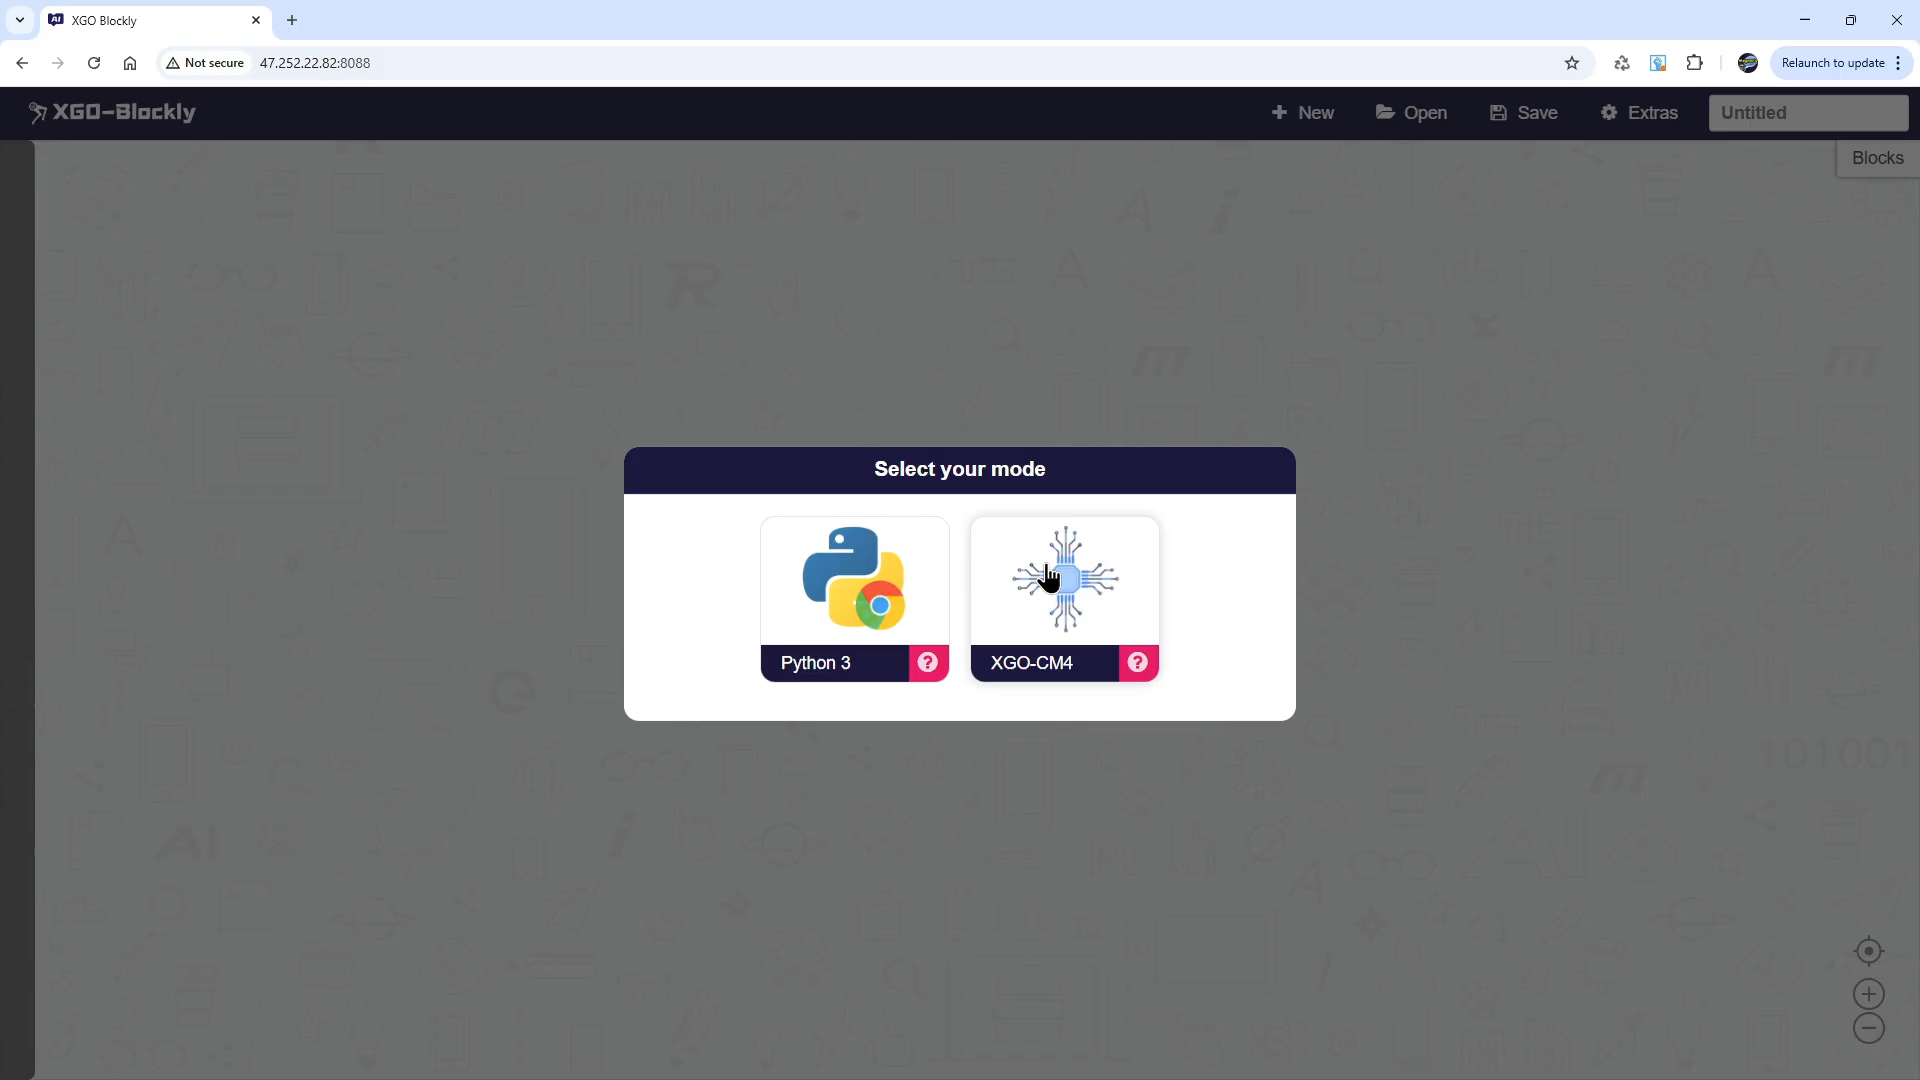 XGO Blockly
Not secure
47.252.22.82:8088
Relaunch to update
XGO-Blockly
New
Open
Save
Extras
Untitled
Blocks
Select your mode
Python 3
?
XGO-CM4
?